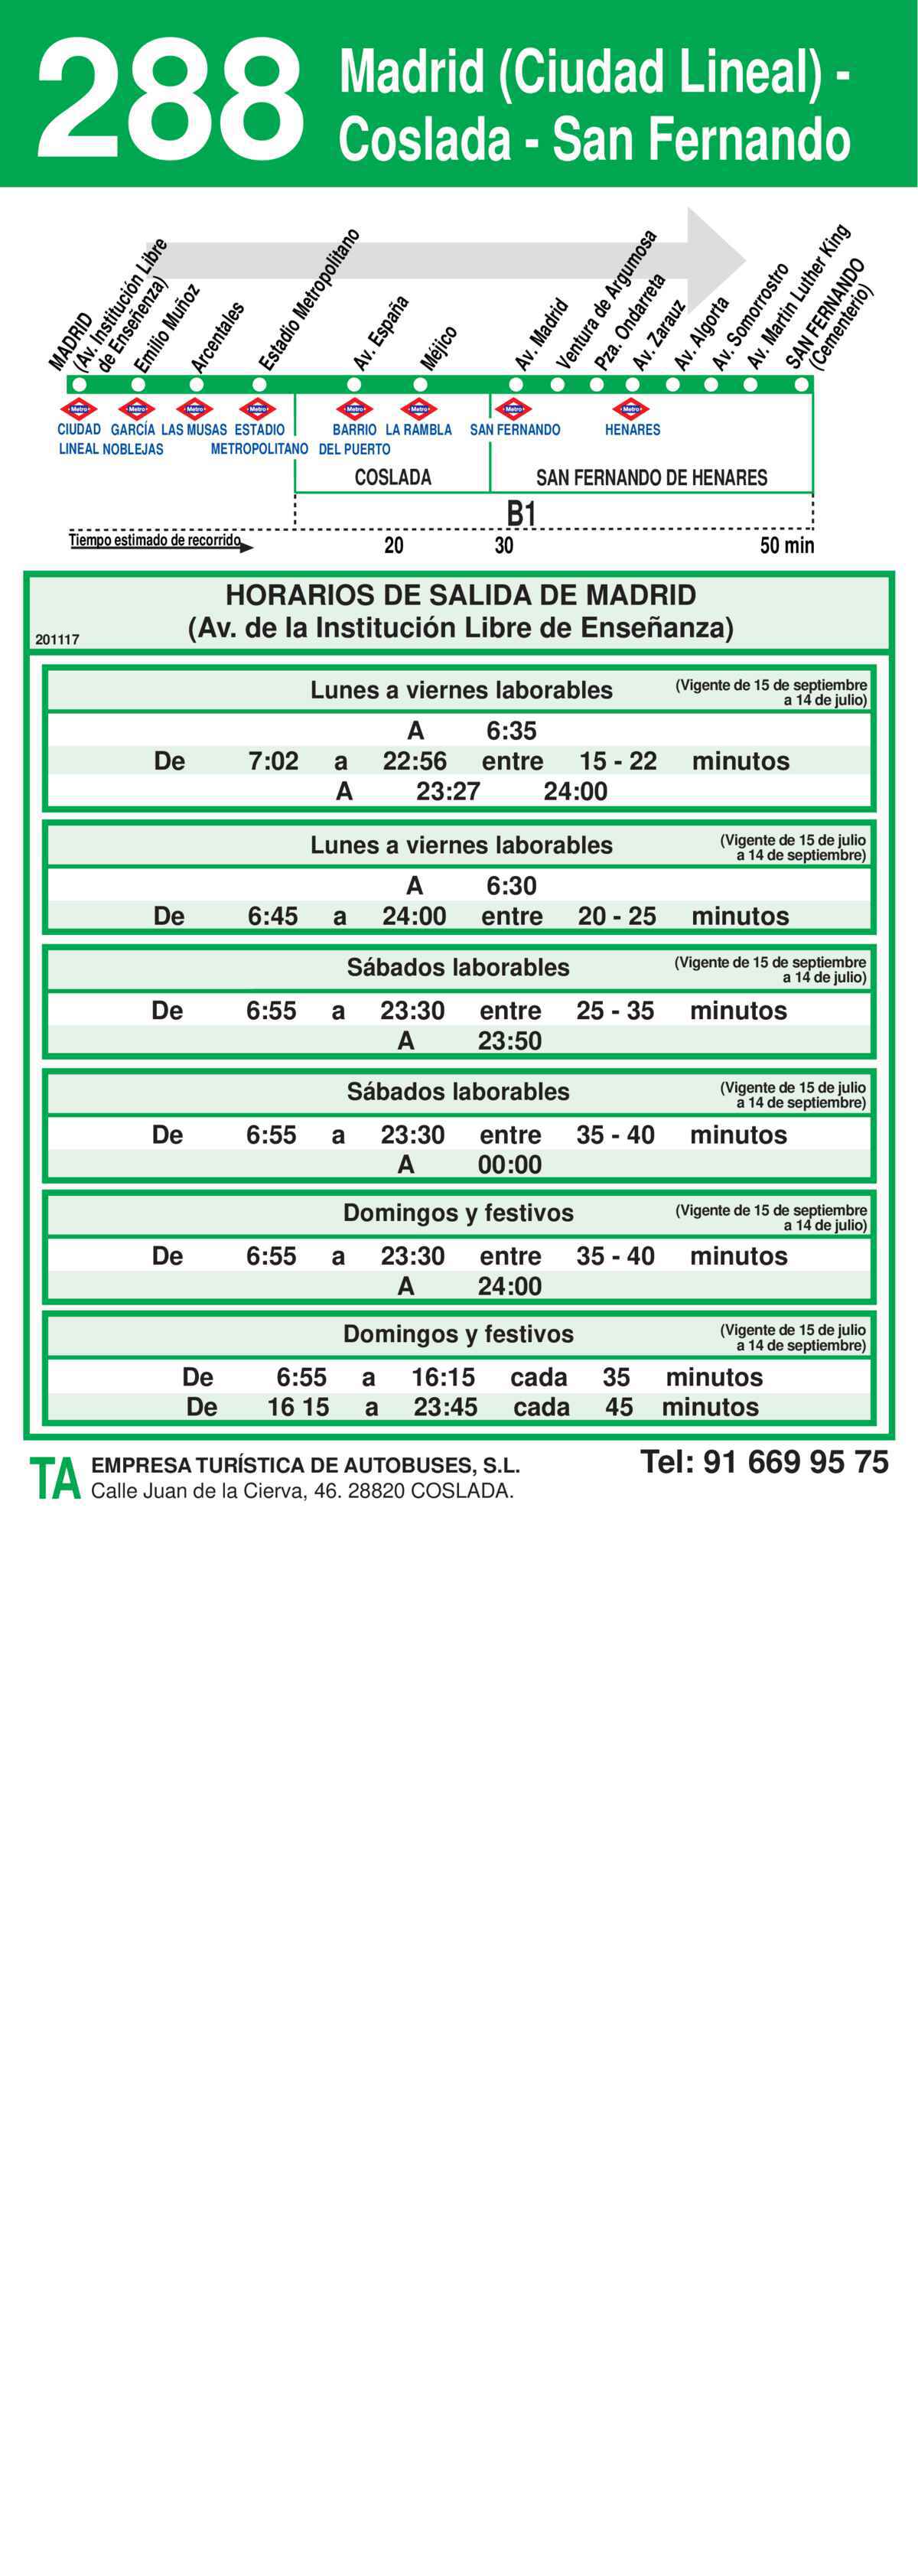 288
Madrid (Ciudad Lineal) -
Coslada - San Fernando
MADRID
(Av. Institución Libre
de Enseñenza)
Emilio Muñoz
Arcentales
Estadio Metropolitano
Av. España
Méjico
Av. Madrid
Ventura de Argumosa
Pza. Ondarreta
Av. Zarauz
Av. Algorta
Av. Somorrostro
Av. Martin Luther King
SAN FERNANDO
(Cementerio)
Metro Metro Metro Metro Metro Metro Metro Metro
CIUDAD GARCÍA LAS MUSAS ESTADIO BARRIO LA RAMBLA SAN FERNANDO HENARES
LINEAL NOBLEJAS METROPOLITANO DEL PUERTO
COSLADA SAN FERNANDO DE HENARES
B1
Tiempo estimado de recorrido 20 30 50 min
HORARIOS DE SALIDA DE MADRID
(Av. de la Institución Libre de Enseñanza)
201117
Lunes a viernes laborables (Vigente de 15 de septiembre
a 14 de julio)
A 6:35
De 7:02 a 22:56 entre 15 - 22 minutos
A 23:27 24:00
Lunes a viernes laborables (Vigente de 15 de julio
a 14 de septiembre)
A 6:30
De 6:45 a 24:00 entre 20 - 25 minutos
Sábados laborables (Vigente de 15 de septiembre
a 14 de julio)
De 6:55 a 23:30 entre 25 - 35 minutos
A 23:50
Sábados laborables (Vigente de 15 de julio
a 14 de septiembre)
De 6:55 a 23:30 entre 35 - 40 minutos
A 00:00
Domingos y festivos (Vigente de 15 de septiembre
a 14 de julio)
De 6:55 a 23:30 entre 35 - 40 minutos
A 24:00
Domingos y festivos (Vigente de 15 de julio
a 14 de septiembre)
De 6:55 a 16:15 cada 35 minutos
De 16 15 a 23:45 cada 45 minutos
TA EMPRESA TURÍSTICA DE AUTOBUSES, S.L. Tel: 91 669 95 75
Calle Juan de la Cierva, 46. 28820 COSLADA.